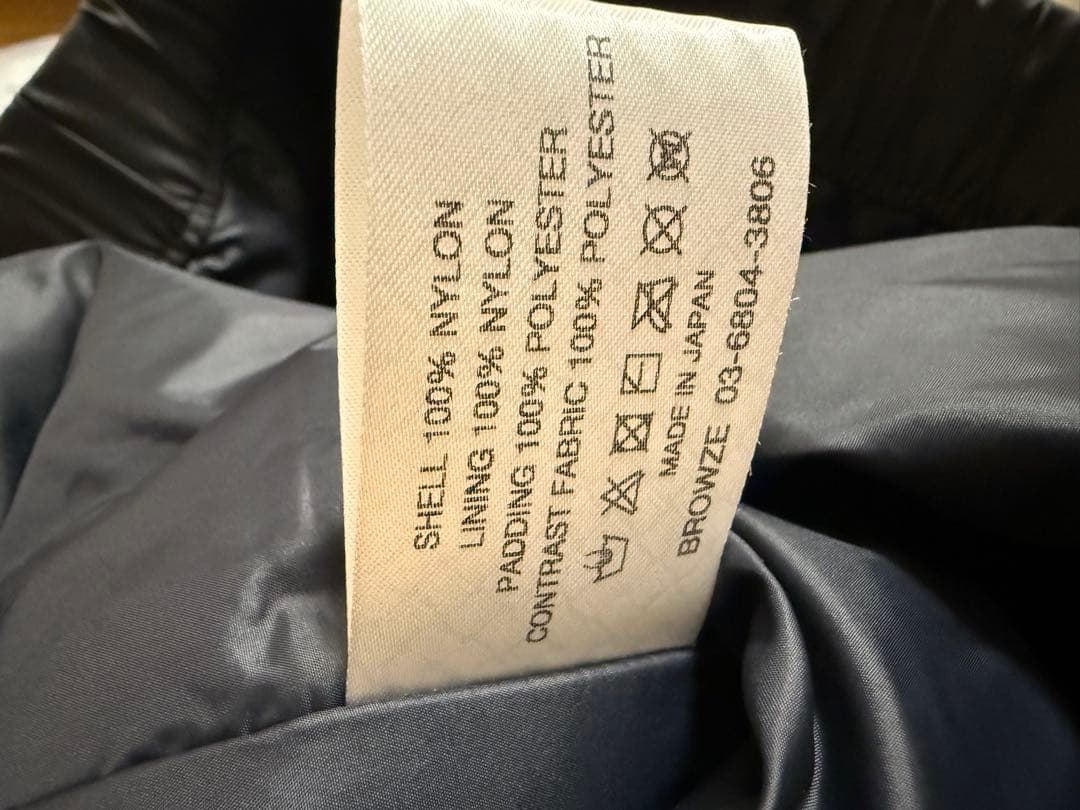 SHELL 100% NYLON
LINING 100% NYLON
PADDING 100% POLYESTER
CONTRAST FABRIC 100% POLYESTER
MADE IN JAPAN
BROWZE 03-6804-3806